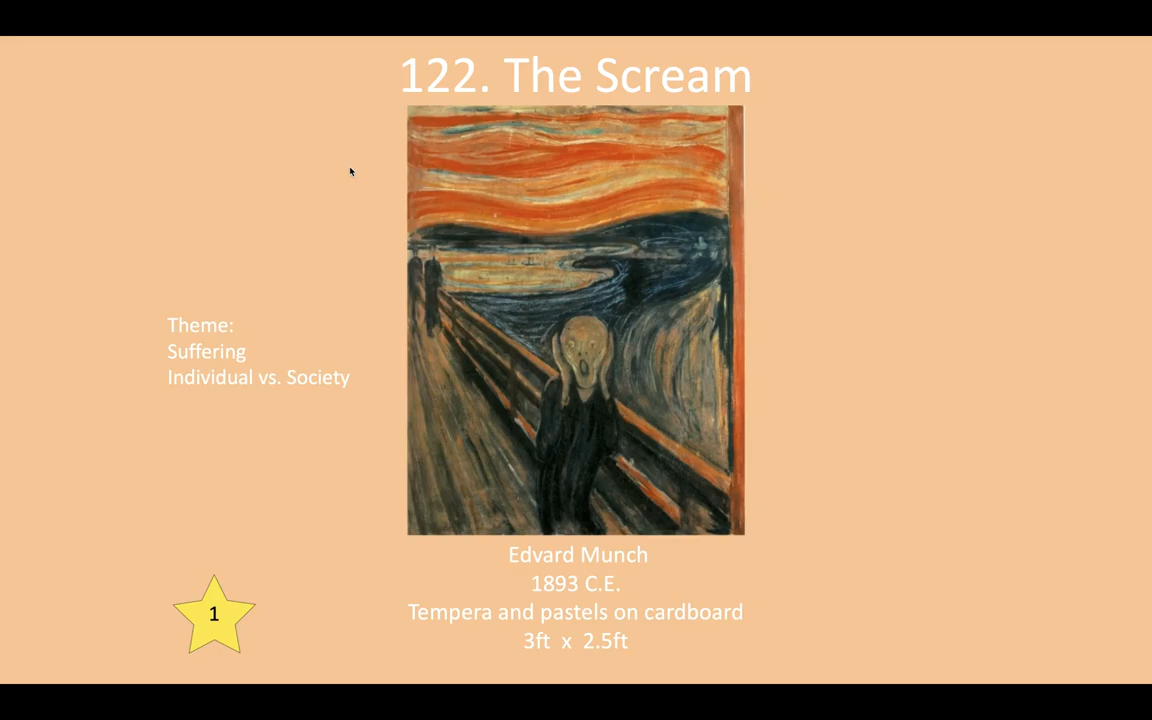 122. The Scream
Theme:
Suffering
Individual vs. Society
Edvard Munch
1893 C.E.
Tempera and pastels on cardboard
3ft x 2.5ft
1